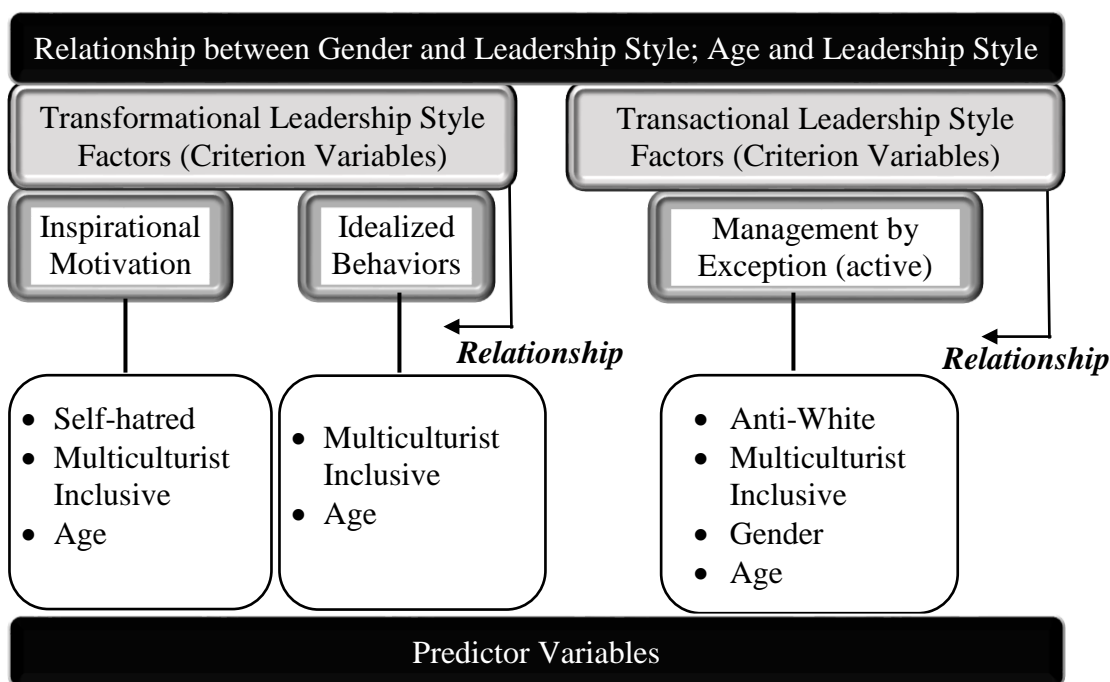 Relationship between Gender and Leadership Style; Age and Leadership Style
Transformational Leadership Style
Factors (Criterion Variables)
Transactional Leadership Style
Factors (Criterion Variables)
Inspirational
Motivation
Idealized
Behaviors
Management by
Exception (active)
Relationship
Relationship
• Self-hatred
• Multiculturist
Inclusive
• Age
• Multiculturist
Inclusive
• Age
• Anti-White
• Multiculturist
Inclusive
• Gender
• Age
Predictor Variables